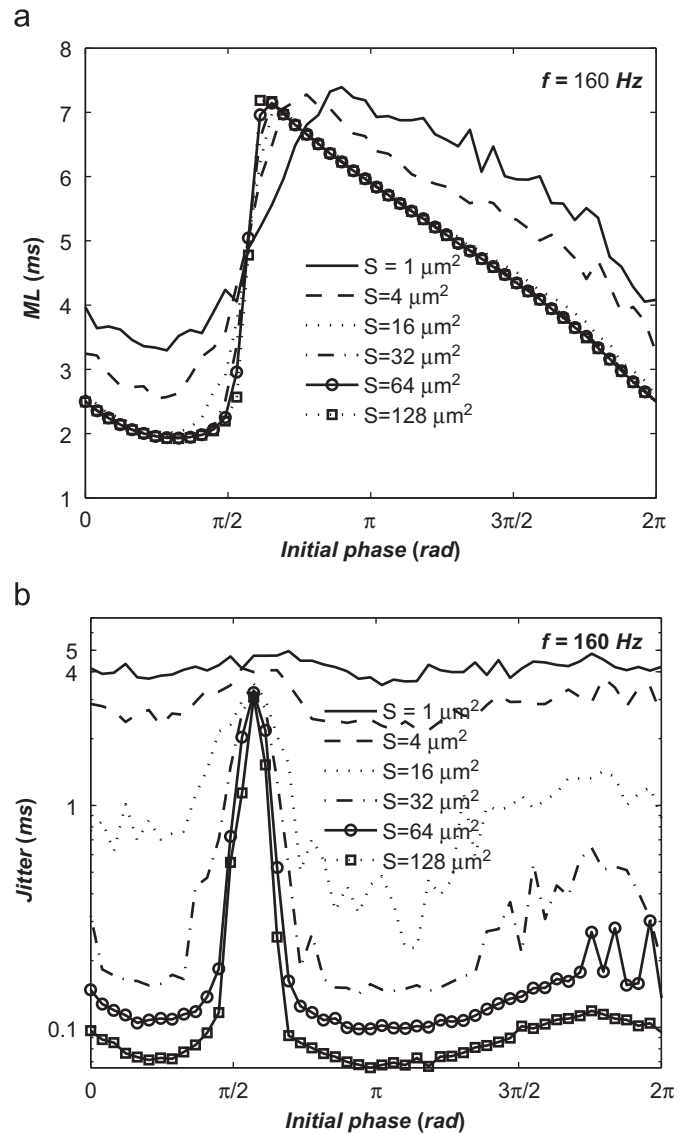 a
f = 160 Hz
8
7
6
5
4
3
2
1
ML (ms)
S = 1 μm²
S=4 μm²
S=16 μm²
S=32 μm²
S=64 μm²
S=128 μm²
0
π/2
π
3π/2
2π
Initial phase (rad)
b
f = 160 Hz
5
4
1
0.1
Jitter (ms)
S = 1 μm²
S=4 μm²
S=16 μm²
S=32 μm²
S=64 μm²
S=128 μm²
0
π/2
π
3π/2
2π
Initial phase (rad)